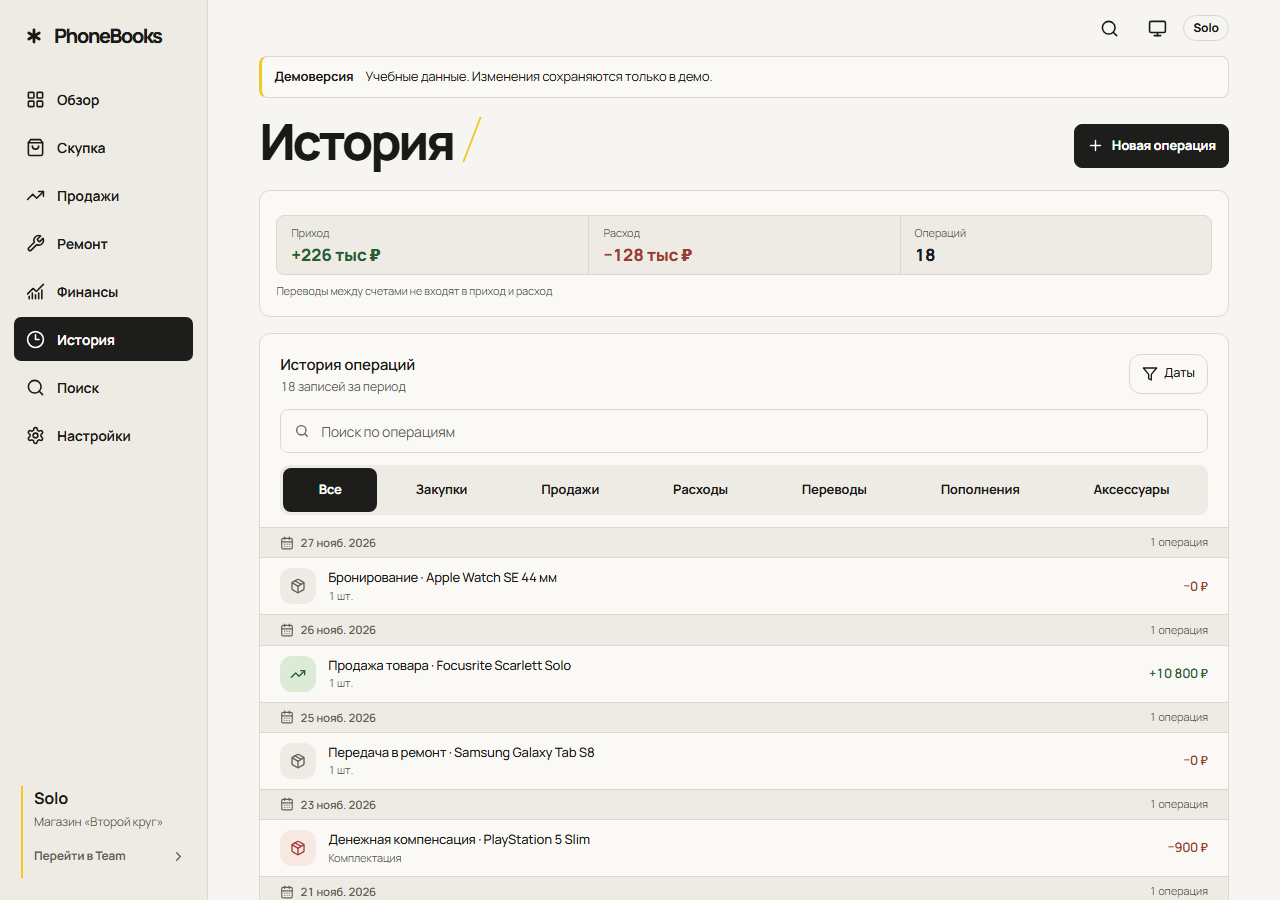 PhoneBooks
Обзор
Скупка
Продажи
Ремонт
Финансы
История
Поиск
Настройки
Solo
Магазин «Второй круг»
Перейти в Team
Solo
Демоверсия Учебные данные. Изменения сохраняются только в демо.
История
Новая операция
Приход
+226 тыс ₽
Расход
−128 тыс ₽
Операций
18
Переводы между счетами не входят в приход и расход
История операций
18 записей за период
Даты
Поиск по операциям
Все Закупки Продажи Расходы Переводы Пополнения Аксессуары
27 нояб. 2026 1 операция
Бронирование · Apple Watch SE 44 мм
1 шт.
−0 ₽
26 нояб. 2026 1 операция
Продажа товара · Focusrite Scarlett Solo
1 шт.
+10 800 ₽
25 нояб. 2026 1 операция
Передача в ремонт · Samsung Galaxy Tab S8
1 шт.
−0 ₽
23 нояб. 2026 1 операция
Денежная компенсация · PlayStation 5 Slim
Комплектация
−900 ₽
21 нояб. 2026 1 операция